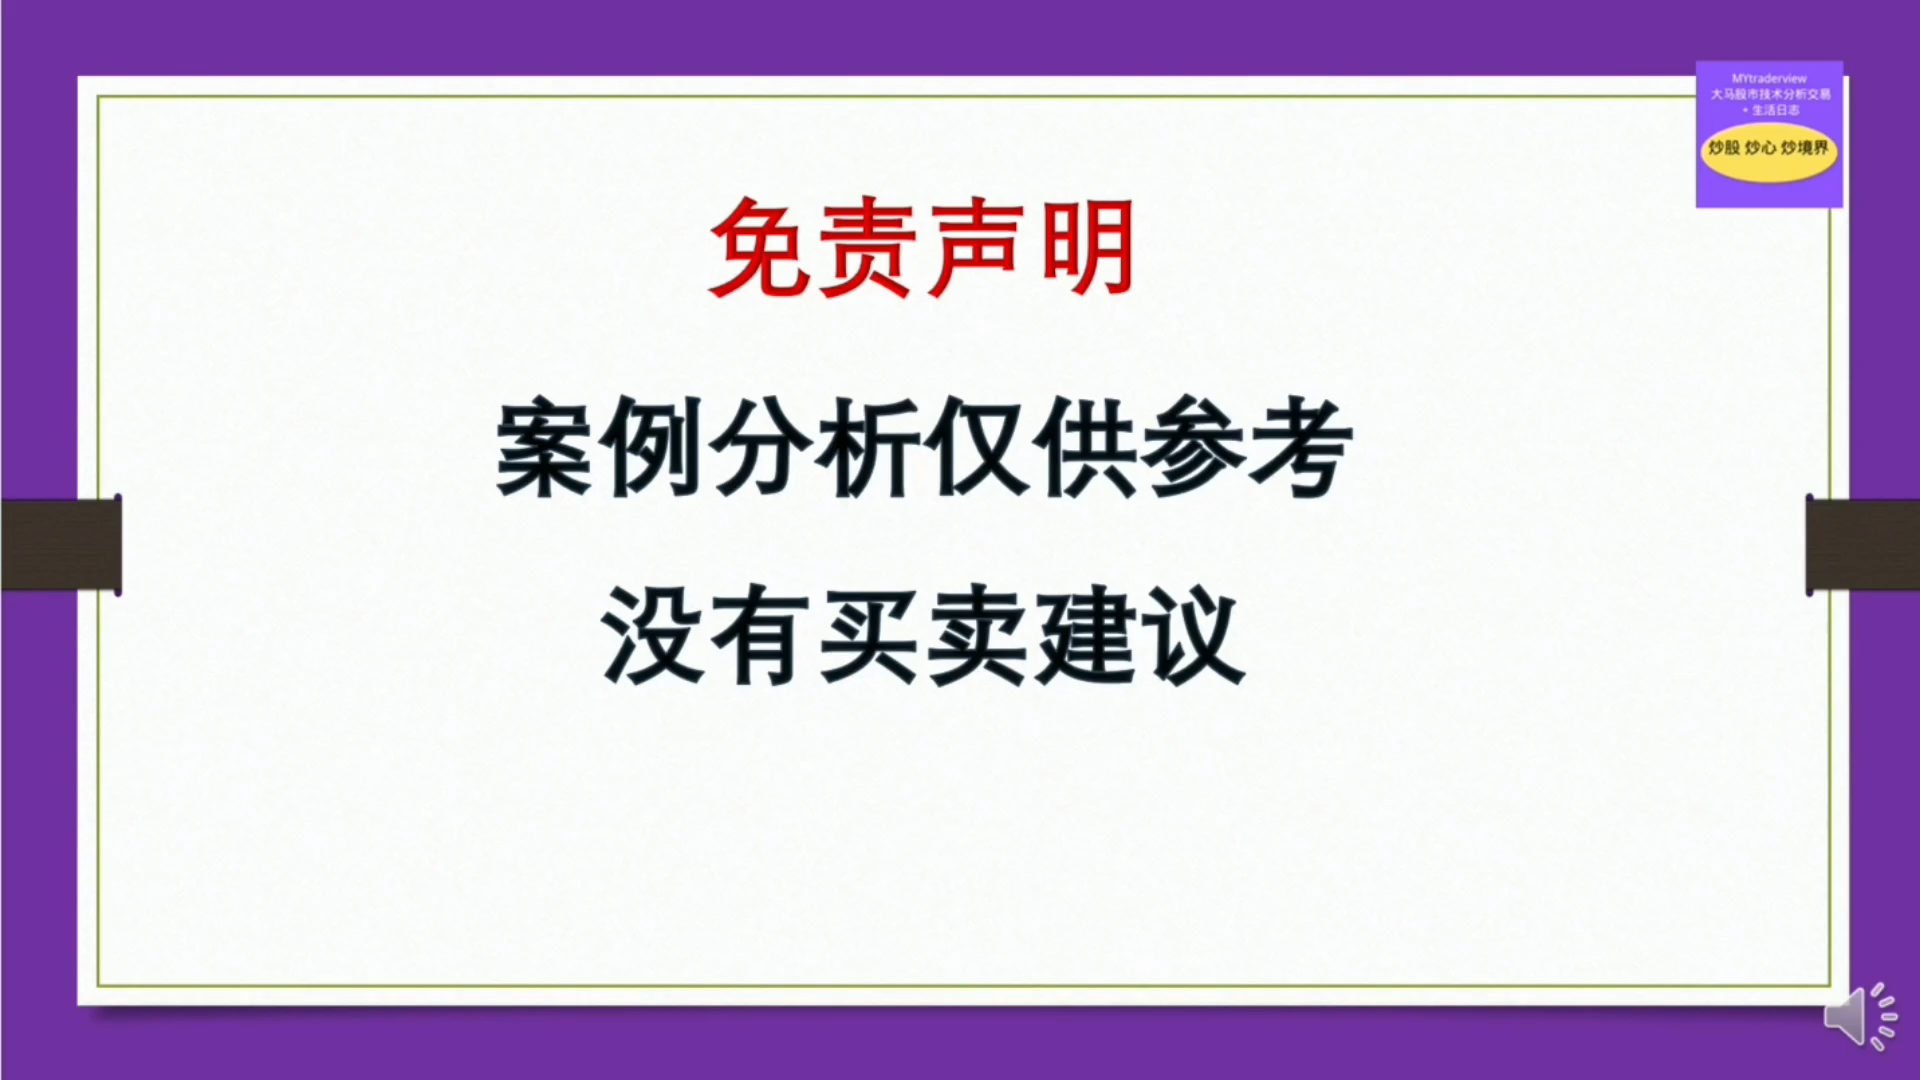 MYtraderview
大马股市技术分析交易
+ 生活日志
炒股 炒心 炒境界
免责声明
案例分析仅供参考
没有买卖建议